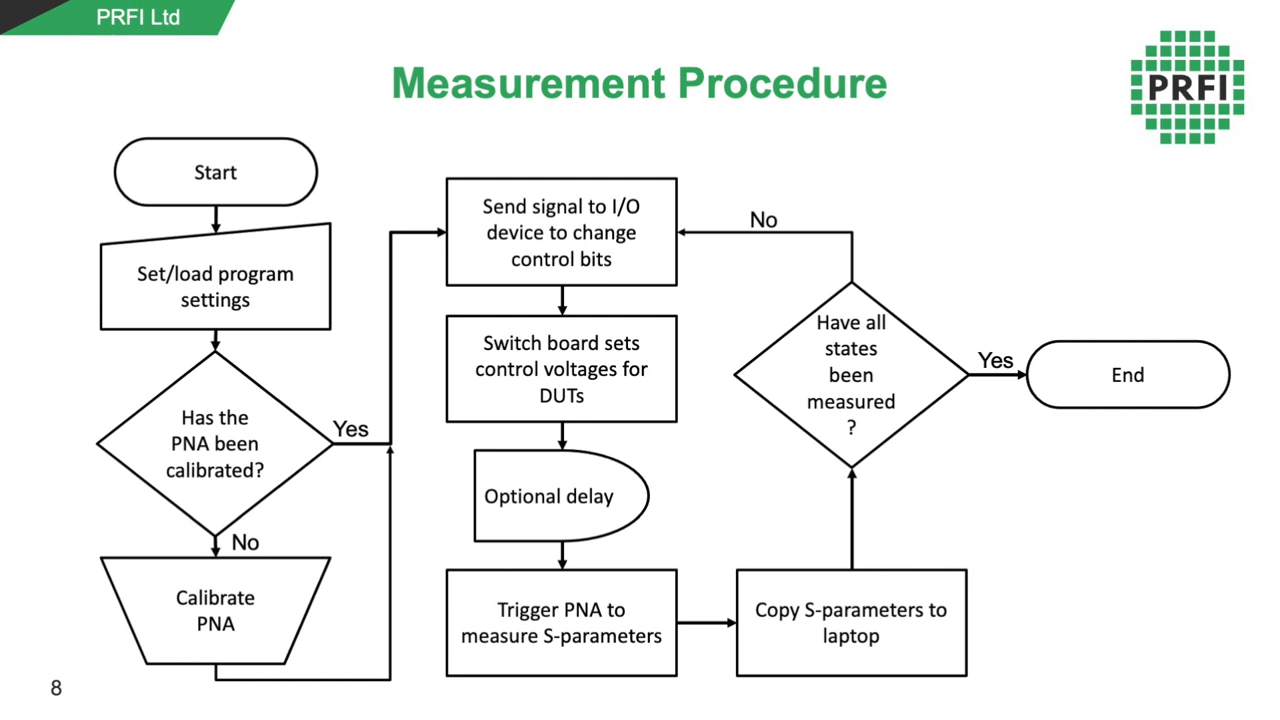 PRFI Ltd
Measurement Procedure
PRFI
Start
Set/load program
settings
Has the
PNA been
calibrated?
Yes
No
Calibrate
PNA
Send signal to I/O
device to change
control bits
Switch board sets
control voltages for
DUTs
Optional delay
Trigger PNA to
measure S-parameters
Copy S-parameters to
laptop
Have all
states
been
measured
?
No
Yes
End
8